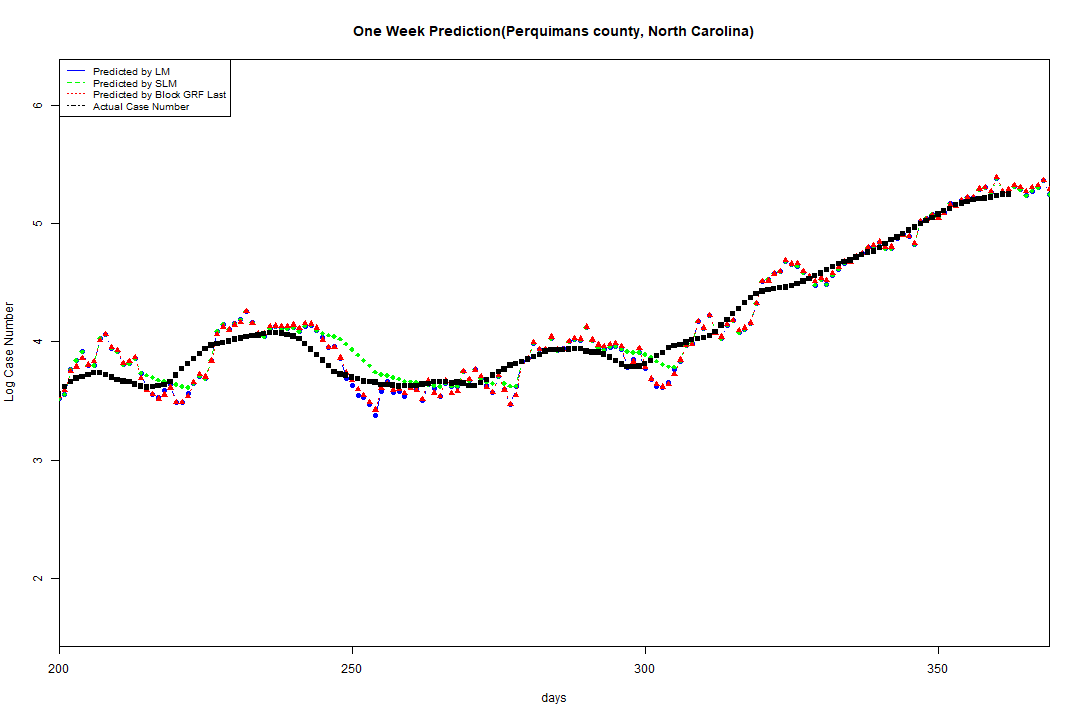 One Week Prediction(Perquimans county, North Carolina)
Predicted by LM
Predicted by SLM
Predicted by Block GRF Last
Actual Case Number
6
5
4
3
2
Log Case Number
200
250
300
350
days